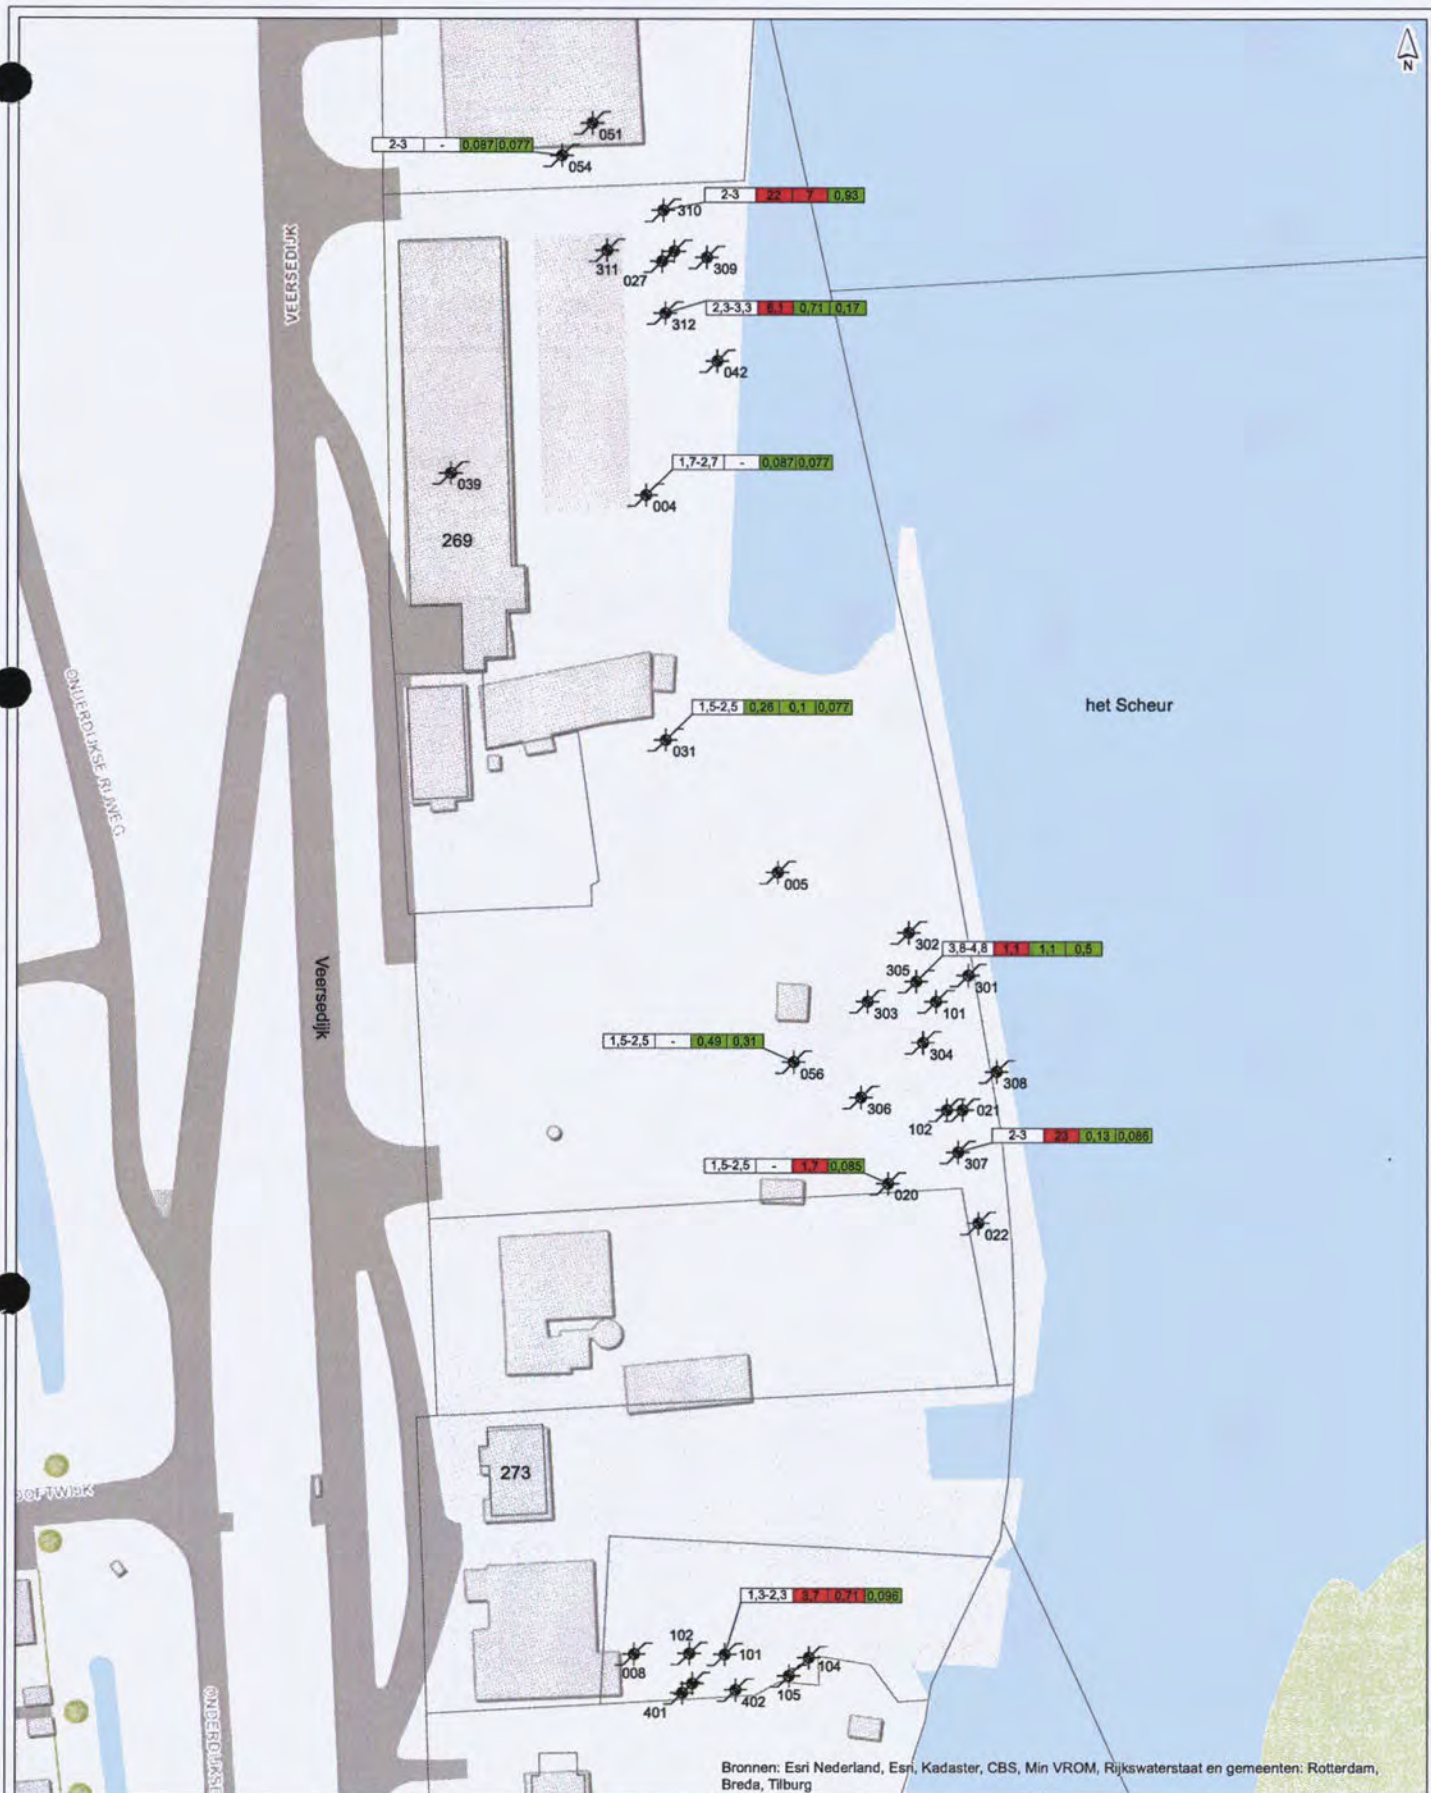 N
051
2-3 - 0,087 0,077
054
2-3 22 7 0,93
310
VEERSEDIJK
311
027
309
2,3-3,3 6,1 0,71 0,17
312
042
1,7-2,7 - 0,087 0,077
039
004
269
ONDERDIJKSE RIJWEG
1,5-2,5 0,26 0,1 0,077
het Scheur
031
005
302
3,8-4,8 1,1 1,1 0,5
305
301
303
101
Veersedijk
1,5-2,5 - 0,49 0,31
304
056
308
306
021
102
2-3 23 0,13 0,086
307
1,5-2,5 - 1,7 0,085
020
022
273
1,3-2,3 3,7 0,71 0,096
102
101
008
104
105
402
401
Bronnen: Esri Nederland, Esri, Kadaster, CBS, Min VROM, Rijkswaterstaat en gemeenten: Rotterdam,
Breda, Tilburg